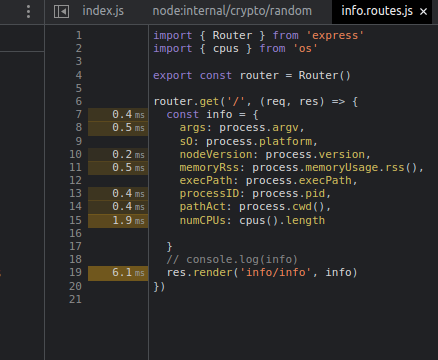 index.js node:internal/crypto/random info.routes.js ×
1 import { Router } from 'express'
2 import { cpus } from 'os'
3
4 export const router = Router()
5
6 router.get('/', (req, res) => {
7 0.4 ms const info = {
8 0.5 ms args: process.argv,
9 sO: process.platform,
10 0.2 ms nodeVersion: process.version,
11 0.5 ms memoryRss: process.memoryUsage.rss(),
12 execPath: process.execPath,
13 0.4 ms processID: process.pid,
14 0.4 ms pathAct: process.cwd(),
15 1.9 ms numCPUs: cpus().length
16
17 }
18 // console.log(info)
19 6.1 ms res.render('info/info', info)
20 })
21